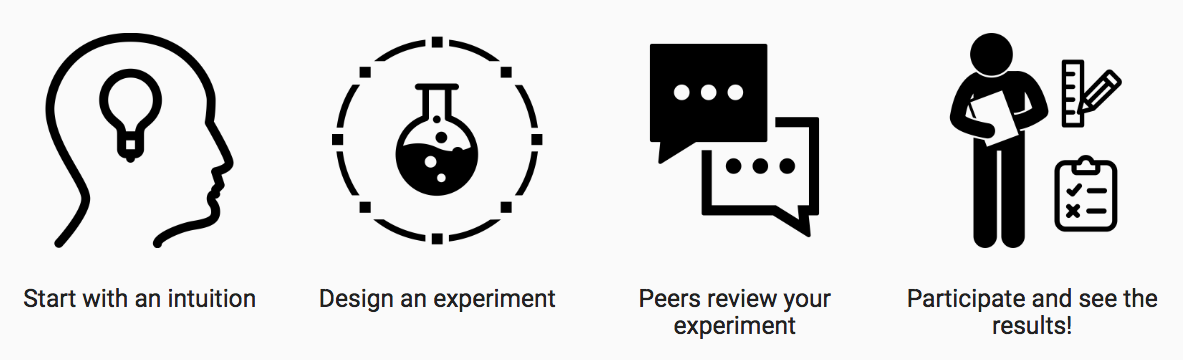 Start with an intuition
Design an experiment
Peers review your
experiment
Participate and see the
results!